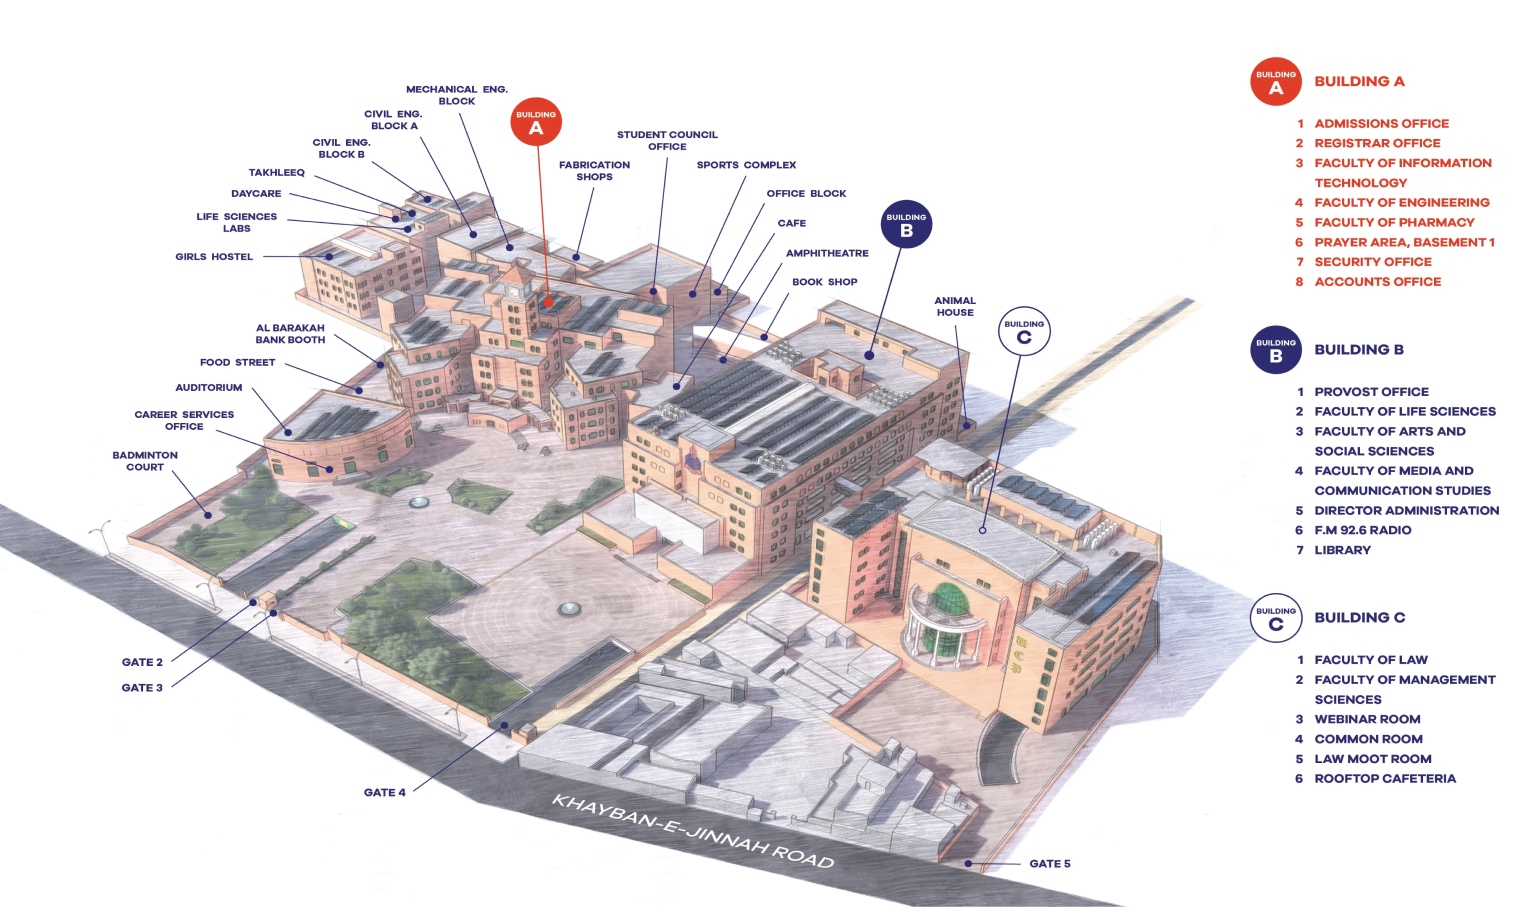 MECHANICAL ENG.
BLOCK
CIVIL ENG.
BLOCK A
CIVIL ENG.
BLOCK B
TAKHLEEQ
DAYCARE
LIFE SCIENCES
LABS
GIRLS HOSTEL
BUILDING
A
FABRICATION
SHOPS
STUDENT COUNCIL
OFFICE
SPORTS COMPLEX
OFFICE BLOCK
CAFE
AMPHITHEATRE
BOOK SHOP
BUILDING
B
ANIMAL
HOUSE
BUILDING
C
AL BARAKAH
BANK BOOTH
FOOD STREET
AUDITORIUM
CAREER SERVICES
OFFICE
BADMINTON
COURT
GATE 2
GATE 3
GATE 4
KHAYBAN-E-JINNAH ROAD
GATE 5
UCP
BUILDING
A
BUILDING A
1 ADMISSIONS OFFICE
2 REGISTRAR OFFICE
3 FACULTY OF INFORMATION
TECHNOLOGY
4 FACULTY OF ENGINEERING
5 FACULTY OF PHARMACY
6 PRAYER AREA, BASEMENT 1
7 SECURITY OFFICE
8 ACCOUNTS OFFICE
BUILDING
B
BUILDING B
1 PROVOST OFFICE
2 FACULTY OF LIFE SCIENCES
3 FACULTY OF ARTS AND
SOCIAL SCIENCES
4 FACULTY OF MEDIA AND
COMMUNICATION STUDIES
5 DIRECTOR ADMINISTRATION
6 F.M 92.6 RADIO
7 LIBRARY
BUILDING
C
BUILDING C
1 FACULTY OF LAW
2 FACULTY OF MANAGEMENT
SCIENCES
3 WEBINAR ROOM
4 COMMON ROOM
5 LAW MOOT ROOM
6 ROOFTOP CAFETERIA